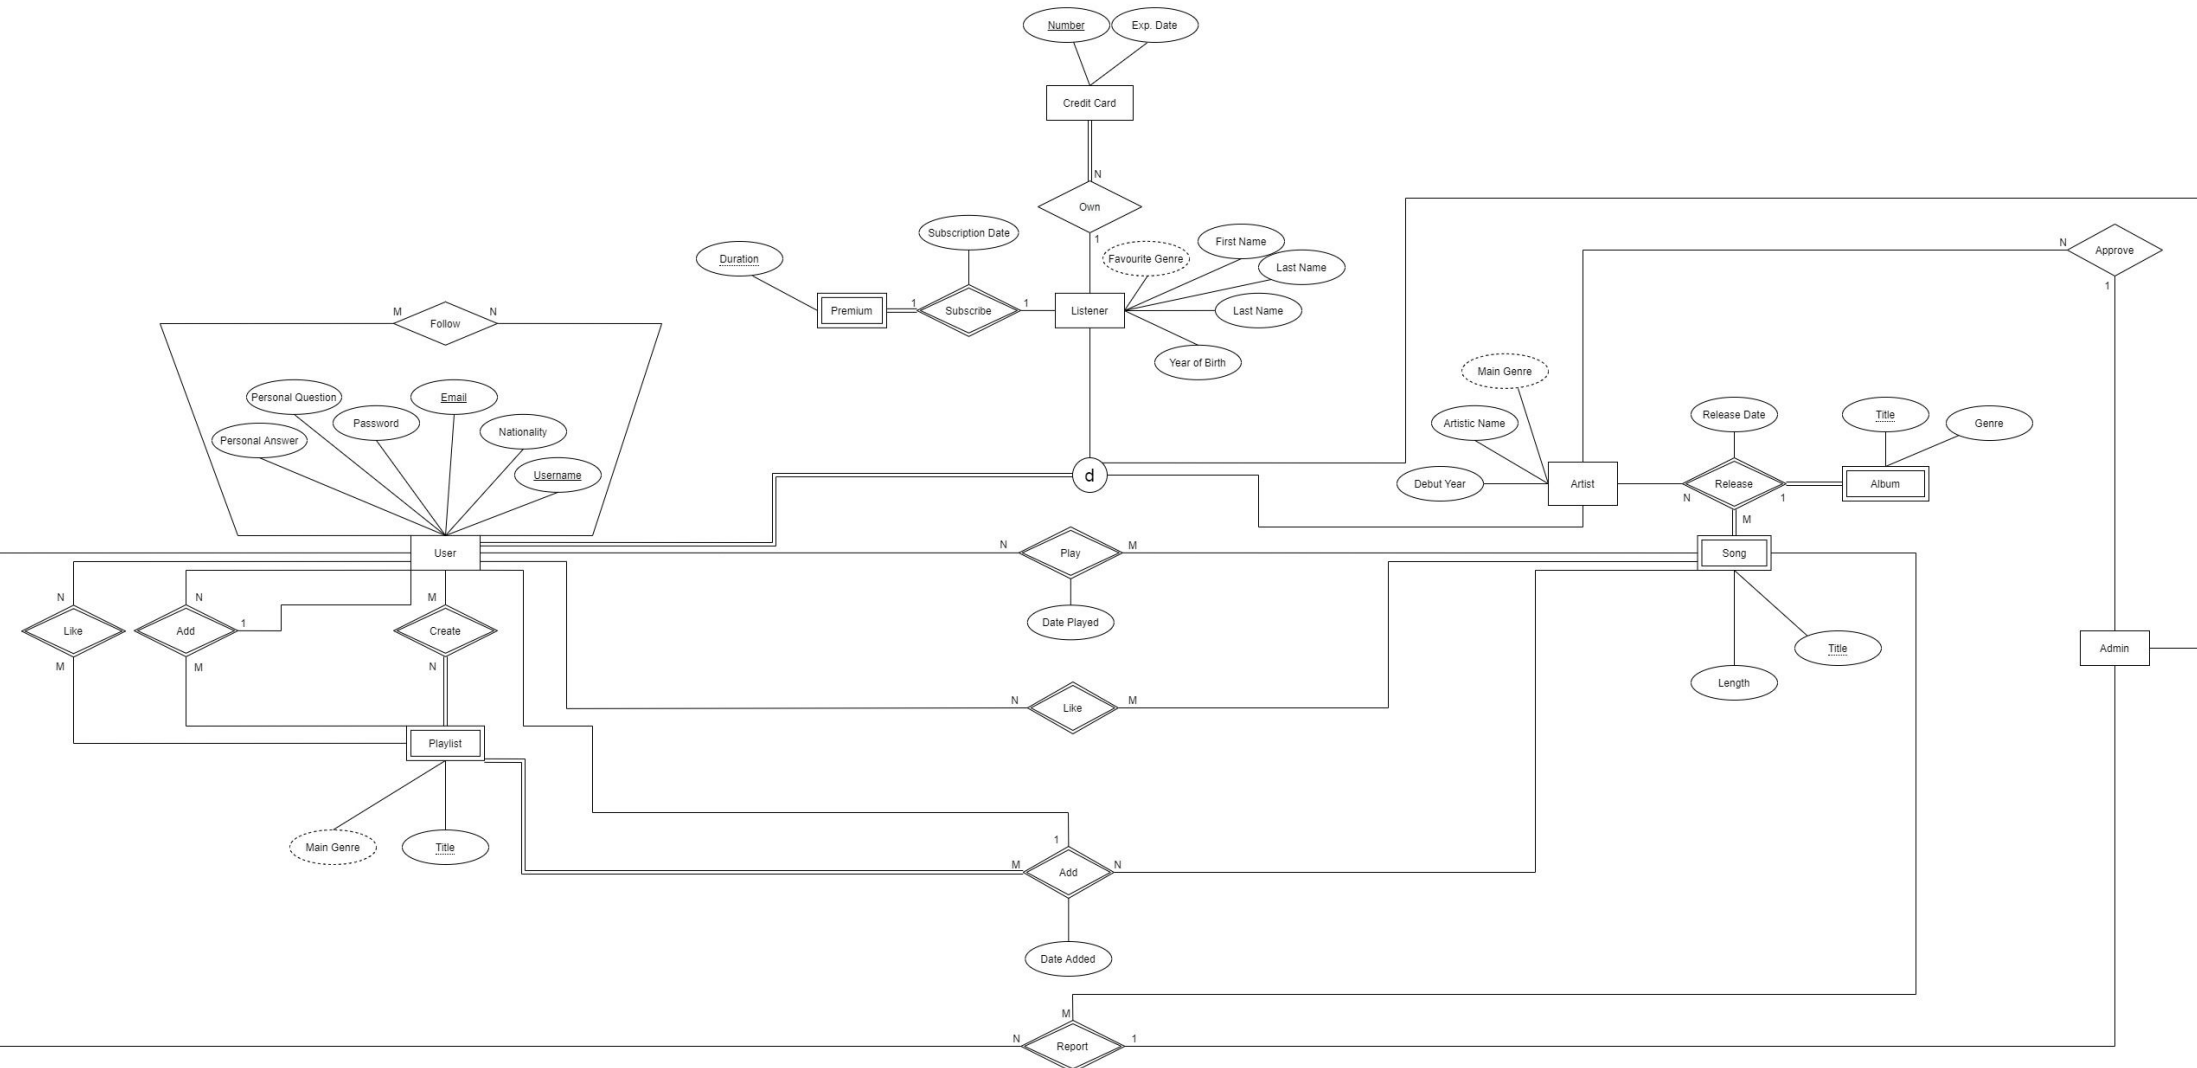 Number
Exp. Date
Credit Card
N
Own
1
Subscription Date
First Name
Favourite Genre
Last Name
Duration
Premium
1
Subscribe
1
Listener
Last Name
Year of Birth
N
Approve
1
M
Follow
N
Personal Question
Email
Password
Nationality
Personal Answer
Username
Main Genre
Artistic Name
Release Date
Title
Genre
d
Debut Year
Artist
N
Release
1
Album
M
User
N
Play
M
Song
Date Played
N
Like
M
N
Add
1
M
M
Create
N
Title
Length
Admin
N
Like
M
Playlist
Main Genre
Title
1
M
Add
N
Date Added
M
N
Report
1